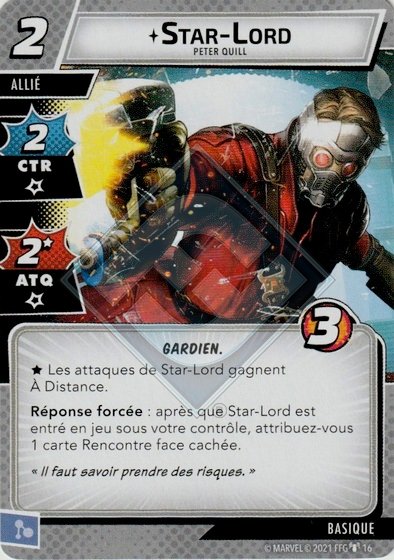 2
STAR-LORD
PETER QUILL
ALLIÉ
2
CTR
2
ATQ
3
GARDIEN.
★ Les attaques de Star-Lord gagnent
À Distance.
Réponse forcée : après que Star-Lord est
entré en jeu sous votre contrôle, attribuez-vous
1 carte Rencontre face cachée.
« Il faut savoir prendre des risques. »
BASIQUE
© MARVEL © 2021 FFG 16